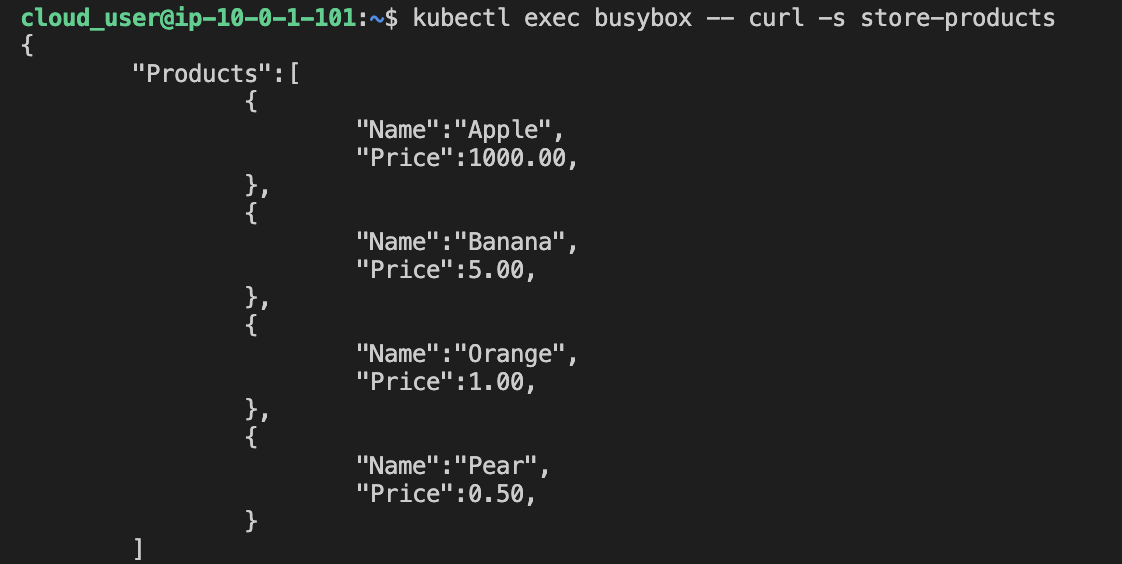 cloud_user@ip-10-0-1-101:~$ kubectl exec busybox -- curl -s store-products
{
        "Products":[
                {
                        "Name":"Apple",
                        "Price":1000.00,
                },
                {
                        "Name":"Banana",
                        "Price":5.00,
                },
                {
                        "Name":"Orange",
                        "Price":1.00,
                },
                {
                        "Name":"Pear",
                        "Price":0.50,
                }
        ]